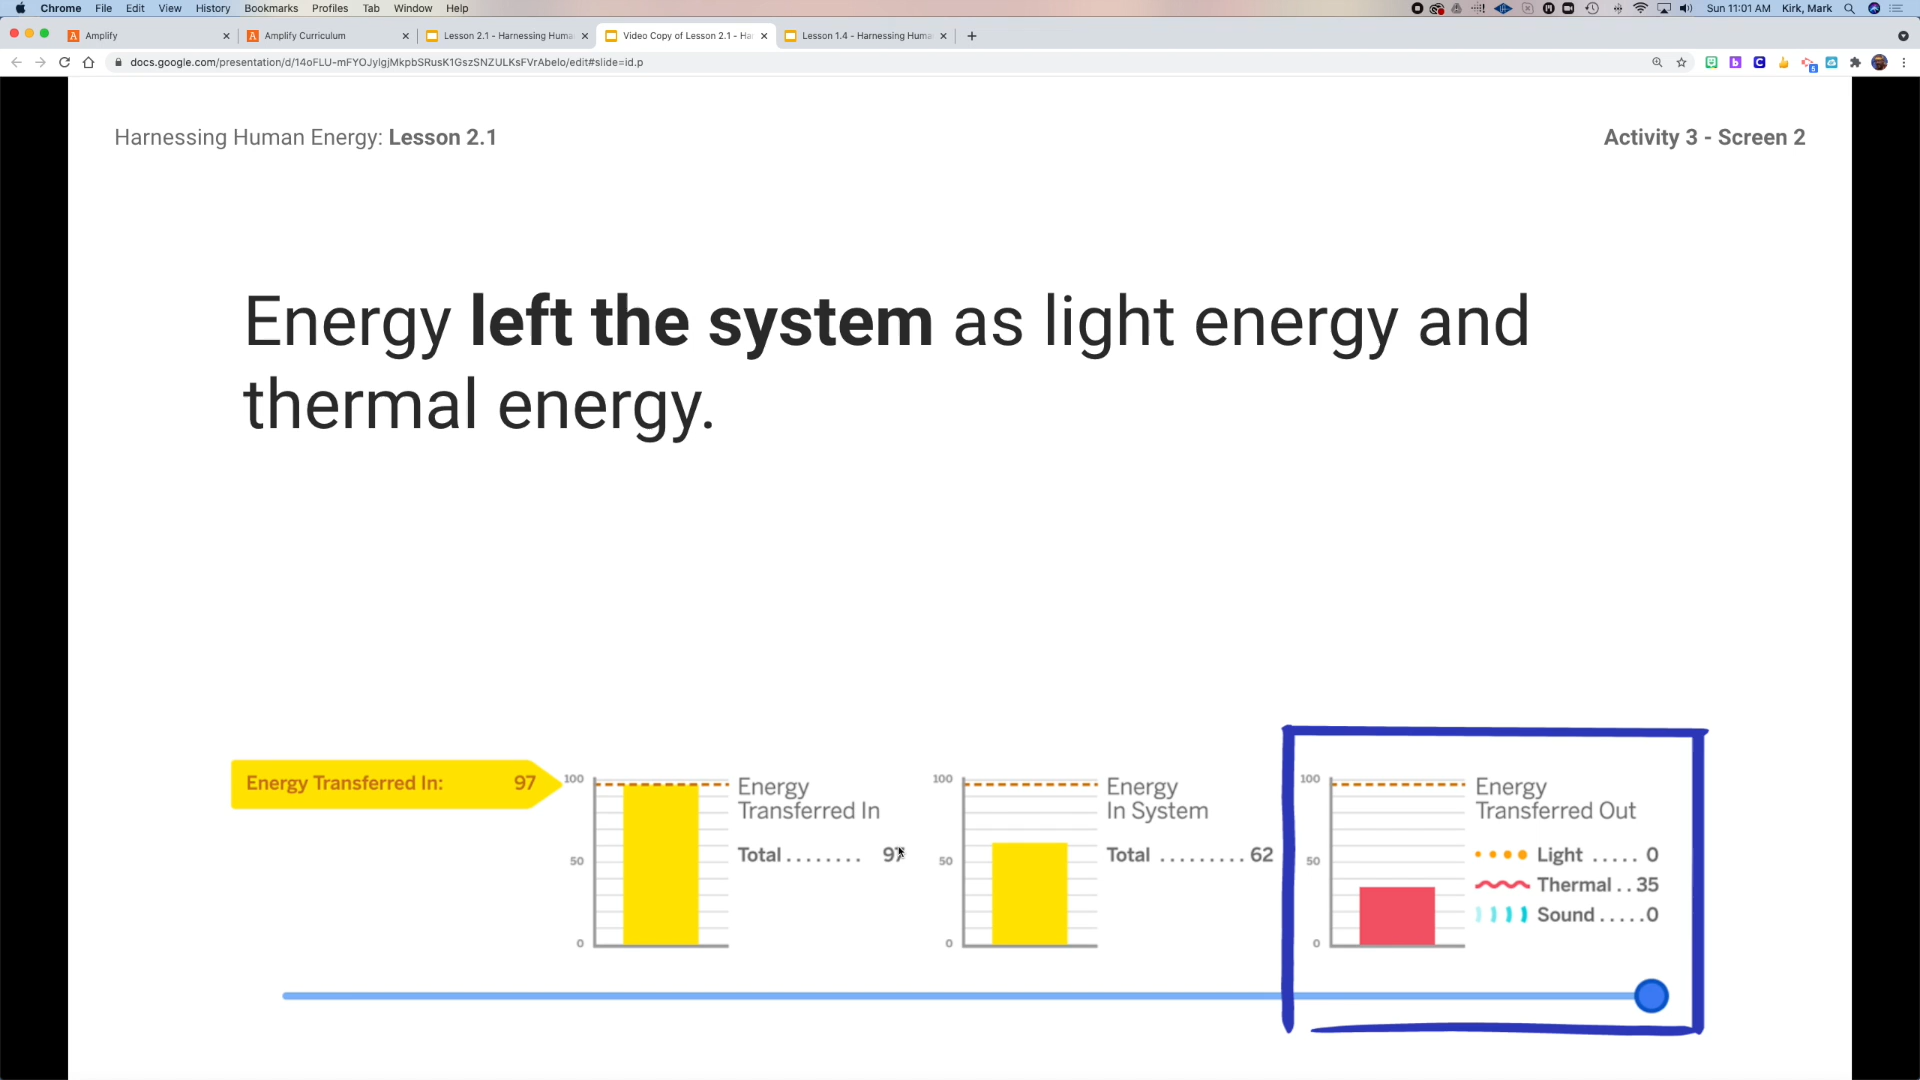 Chrome File Edit View History Bookmarks Profiles Tab Window Help
Sun 11:01 AM Kirk, Mark
Amplify
Amplify Curriculum
Lesson 2.1 - Harnessing Huma
Video Copy of Lesson 2.1 - Ha
Lesson 1.4 - Harnessing Huma
docs.google.com/presentation/d/14oFLU-mFYOJylgjMkpbSRusK1GszSNZULKsFVrAbelo/edit#slide=id.p
Harnessing Human Energy: Lesson 2.1
Activity 3 - Screen 2
Energy left the system as light energy and
thermal energy.
Energy Transferred In: 97
100
50
0
Energy
Transferred In
Total ........ 97
100
50
0
Energy
In System
Total ......... 62
100
50
0
Energy
Transferred Out
Light ..... 0
Thermal .. 35
Sound .....0